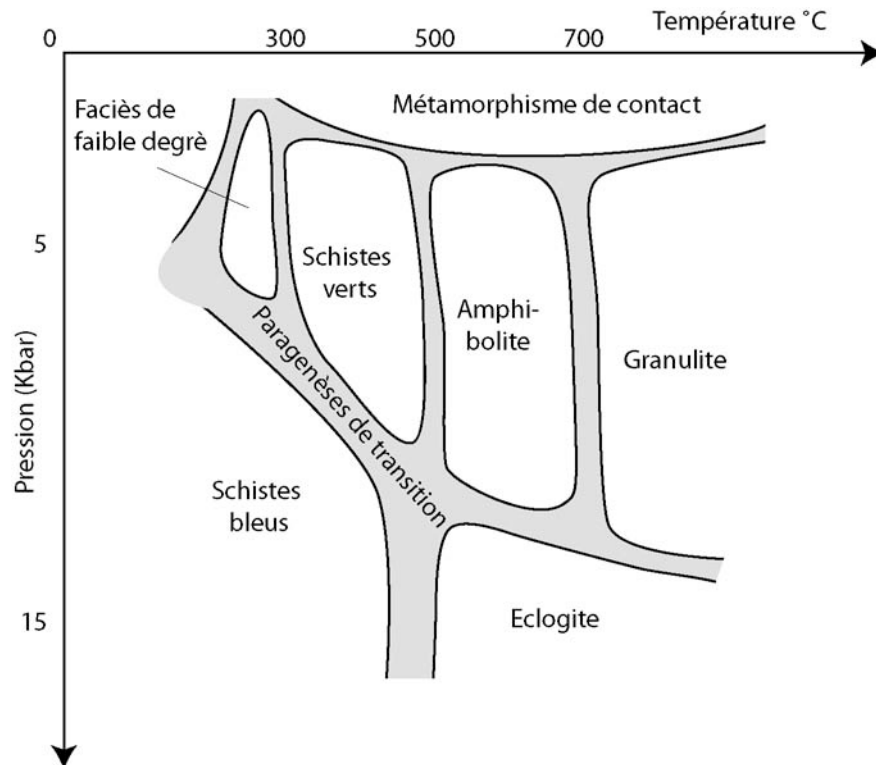 Température ˚C
0
300
500
700
Métamorphisme de contact
Faciès de
faible degrè
5
Schistes
verts
Amphi-
bolite
Granulite
Paragenèses de transition
Pression (Kbar)
Schistes
bleus
15
Eclogite